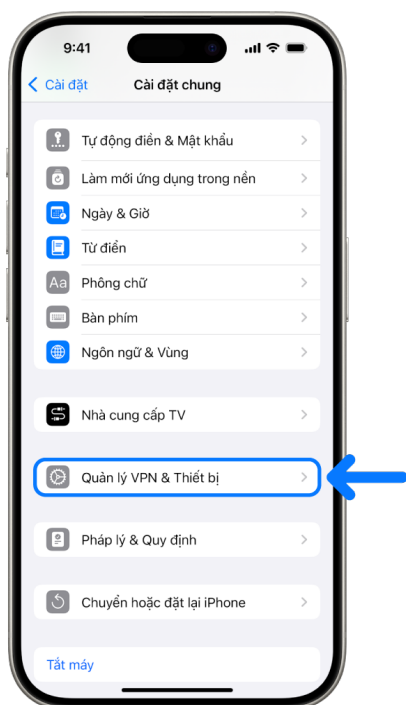 9:41
Cài đặt
Cài đặt chung
Tự động điền & Mật khẩu
Làm mới ứng dụng trong nền
Ngày & Giờ
Từ điển
Aa
Phông chữ
Bàn phím
Ngôn ngữ & Vùng
Nhà cung cấp TV
Quản lý VPN & Thiết bị
Pháp lý & Quy định
Chuyển hoặc đặt lại iPhone
Tắt máy